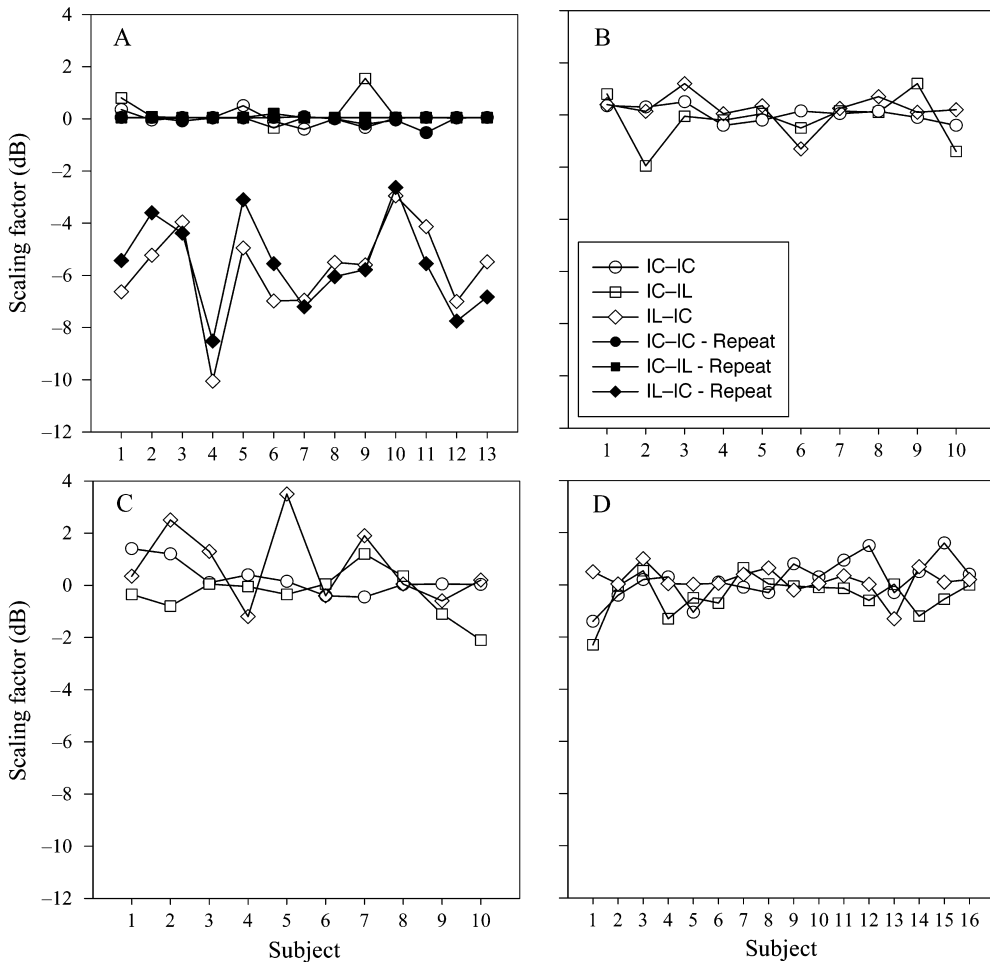 A
B
Scaling factor (dB)
4
2
0
–2
–4
–6
–8
–10
–12
1 2 3 4 5 6 7 8 9 10 11 12 13
IC–IC
IC–IL
IL–IC
IC–IC - Repeat
IC–IL - Repeat
IL–IC - Repeat
1 2 3 4 5 6 7 8 9 10
C
D
Scaling factor (dB)
4
2
0
–2
–4
–6
–8
–10
–12
1 2 3 4 5 6 7 8 9 10
Subject
1 2 3 4 5 6 7 8 9 10 11 12 13 14 15 16
Subject